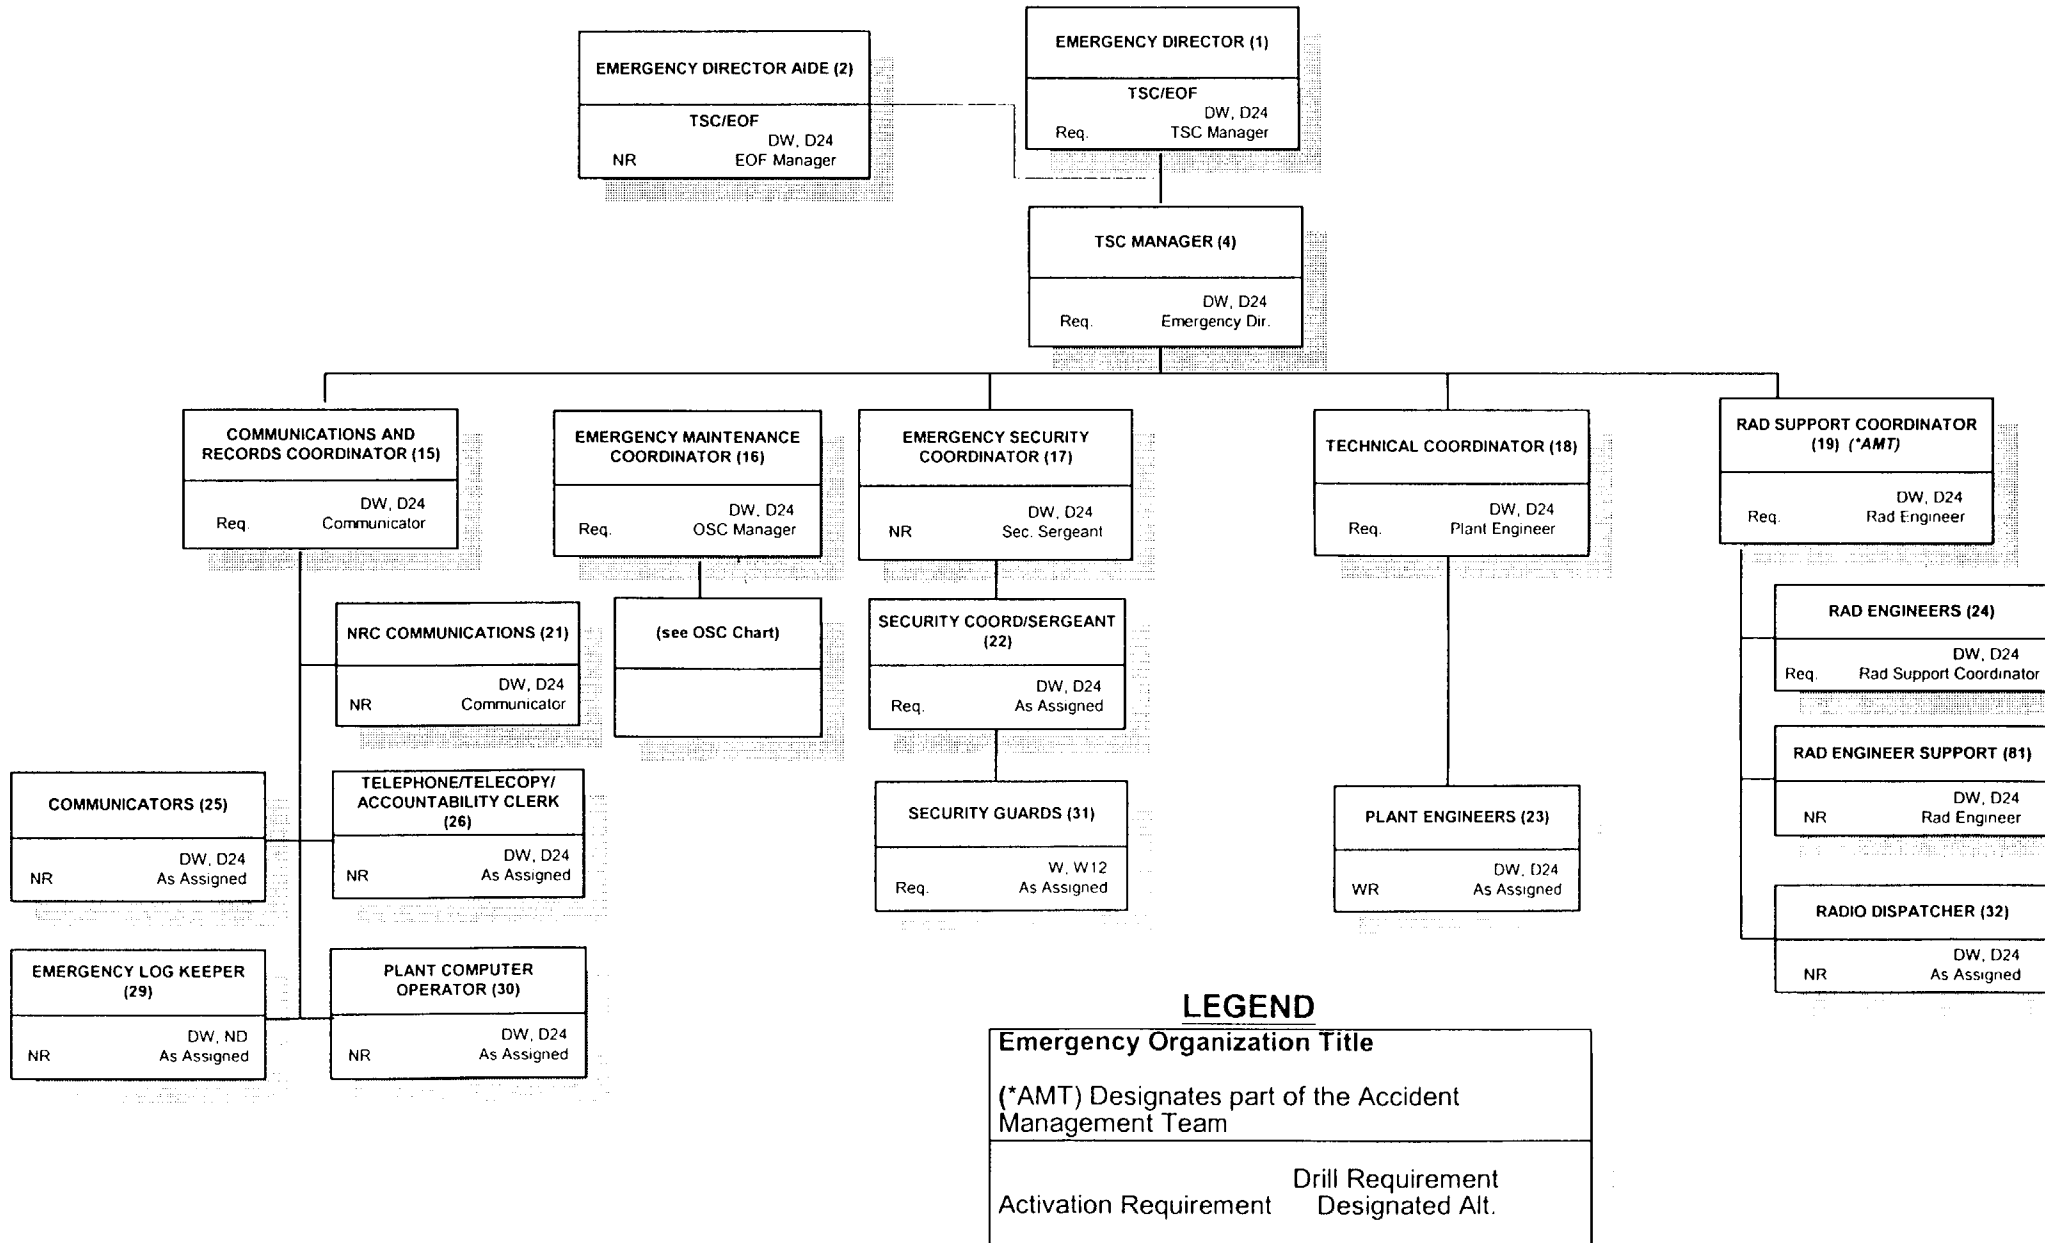 EMERGENCY DIRECTOR AIDE (2)
TSC/EOF
DW, D24
NR EOF Manager
EMERGENCY DIRECTOR (1)
TSC/EOF
DW, D24
Req. TSC Manager
TSC MANAGER (4)
DW, D24
Req. Emergency Dir.
COMMUNICATIONS AND
RECORDS COORDINATOR (15)
DW, D24
Req. Communicator
EMERGENCY MAINTENANCE
COORDINATOR (16)
DW, D24
Req. OSC Manager
EMERGENCY SECURITY
COORDINATOR (17)
DW, D24
NR Sec. Sergeant
TECHNICAL COORDINATOR (18)
DW, D24
Req. Plant Engineer
RAD SUPPORT COORDINATOR
(19) (*AMT)
DW, D24
Req. Rad Engineer
NRC COMMUNICATIONS (21)
DW, D24
NR Communicator
(see OSC Chart)
SECURITY COORD/SERGEANT
(22)
DW, D24
Req. As Assigned
RAD ENGINEERS (24)
DW, D24
Req. Rad Support Coordinator
RAD ENGINEER SUPPORT (81)
DW, D24
NR Rad Engineer
COMMUNICATORS (25)
DW, D24
NR As Assigned
TELEPHONE/TELECOPY/
ACCOUNTABILITY CLERK
(26)
DW, D24
NR As Assigned
SECURITY GUARDS (31)
W, W12
Req. As Assigned
PLANT ENGINEERS (23)
DW, D24
WR As Assigned
RADIO DISPATCHER (32)
DW, D24
NR As Assigned
EMERGENCY LOG KEEPER
(29)
DW, ND
NR As Assigned
PLANT COMPUTER
OPERATOR (30)
DW, D24
NR As Assigned
LEGEND
Emergency Organization Title
(*AMT) Designates part of the Accident
Management Team
Drill Requirement
Activation Requirement Designated Alt.